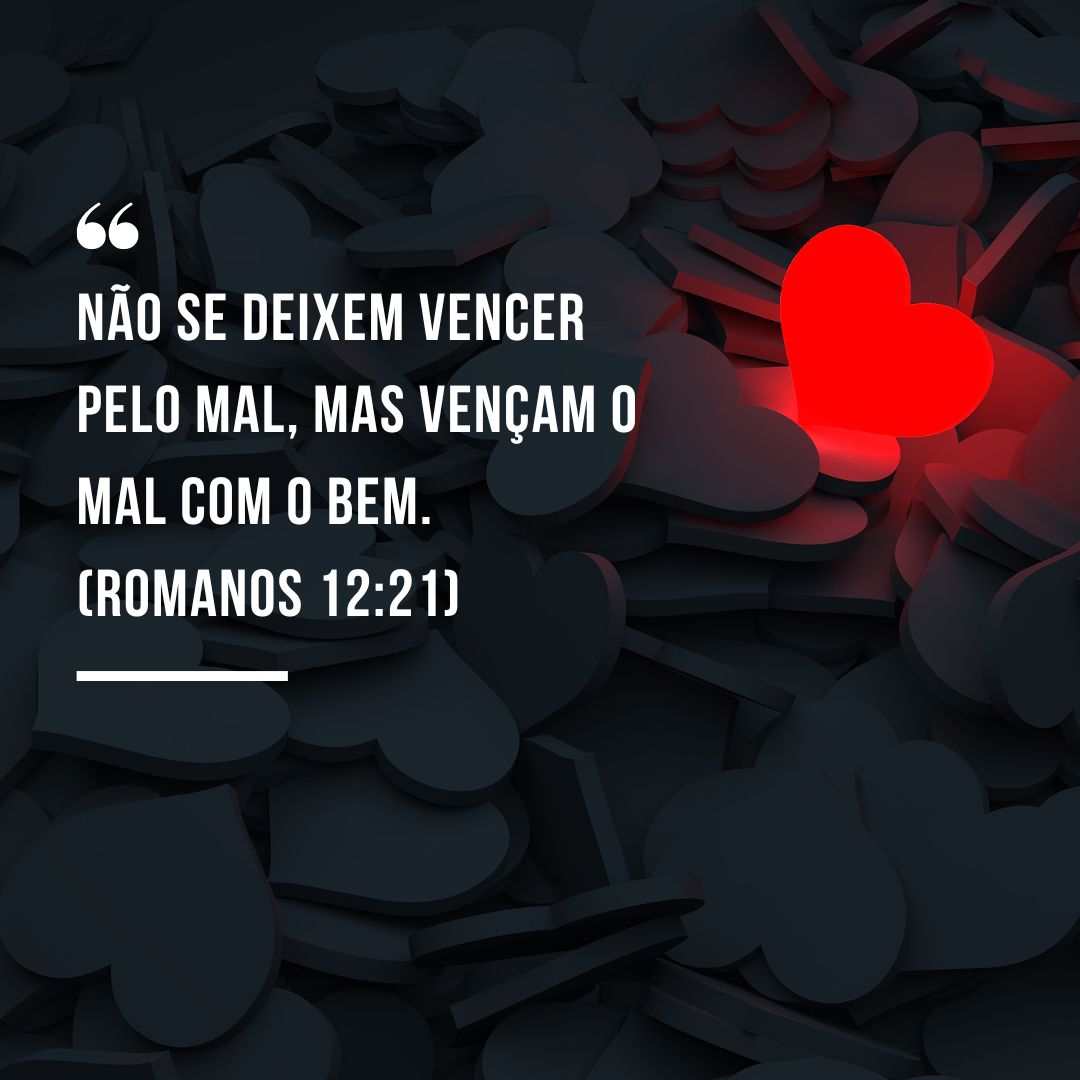 “
NÃO SE DEIXEM VENCER
PELO MAL, MAS VENÇAM O
MAL COM O BEM.
(ROMANOS 12:21)